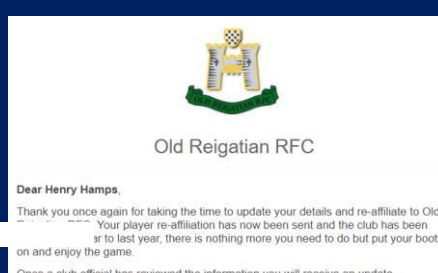 OLD REIGATIAN RFC
Old Reigatian RFC
Dear Henry Hamps,
Thank you once again for taking the time to update your details and re-affiliate to Old
RFC. Your player re-affiliation has now been sent and the club has been
ar to last year, there is nothing more you need to do but put your boot
on and enjoy the game.
Once a club official has reviewed the information you will receive an update